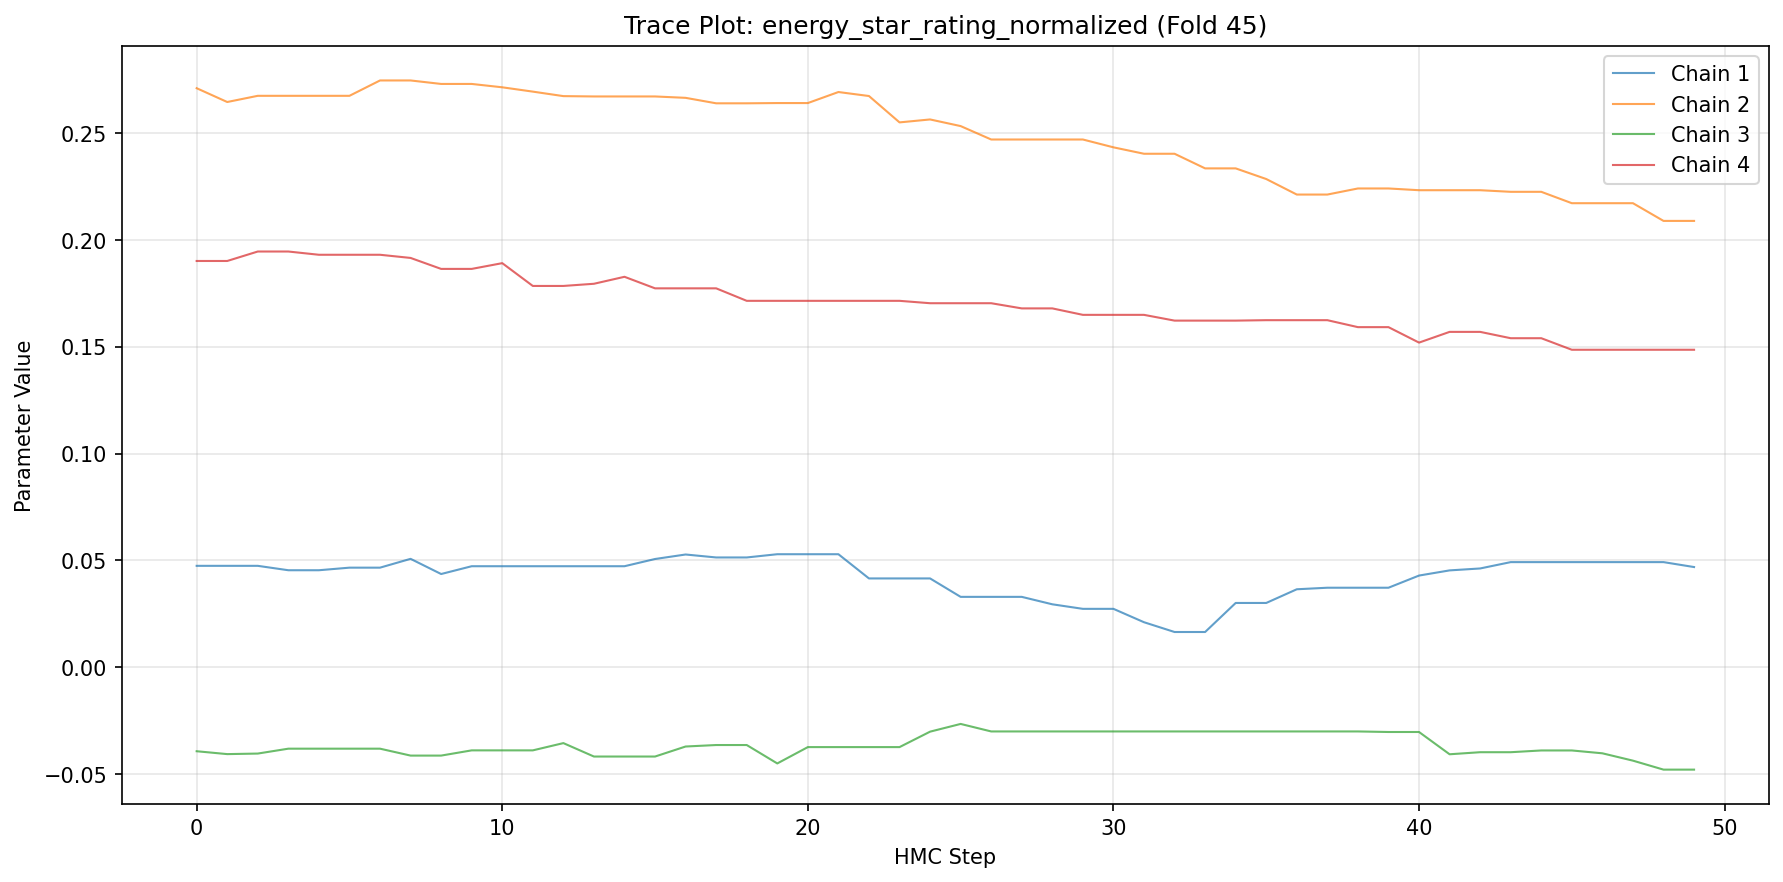 Trace Plot: energy_star_rating_normalized (Fold 45)
Chain 1
Chain 2
Chain 3
Chain 4
Parameter Value
0.25
0.20
0.15
0.10
0.05
0.00
−0.05
0 10 20 30 40 50
HMC Step